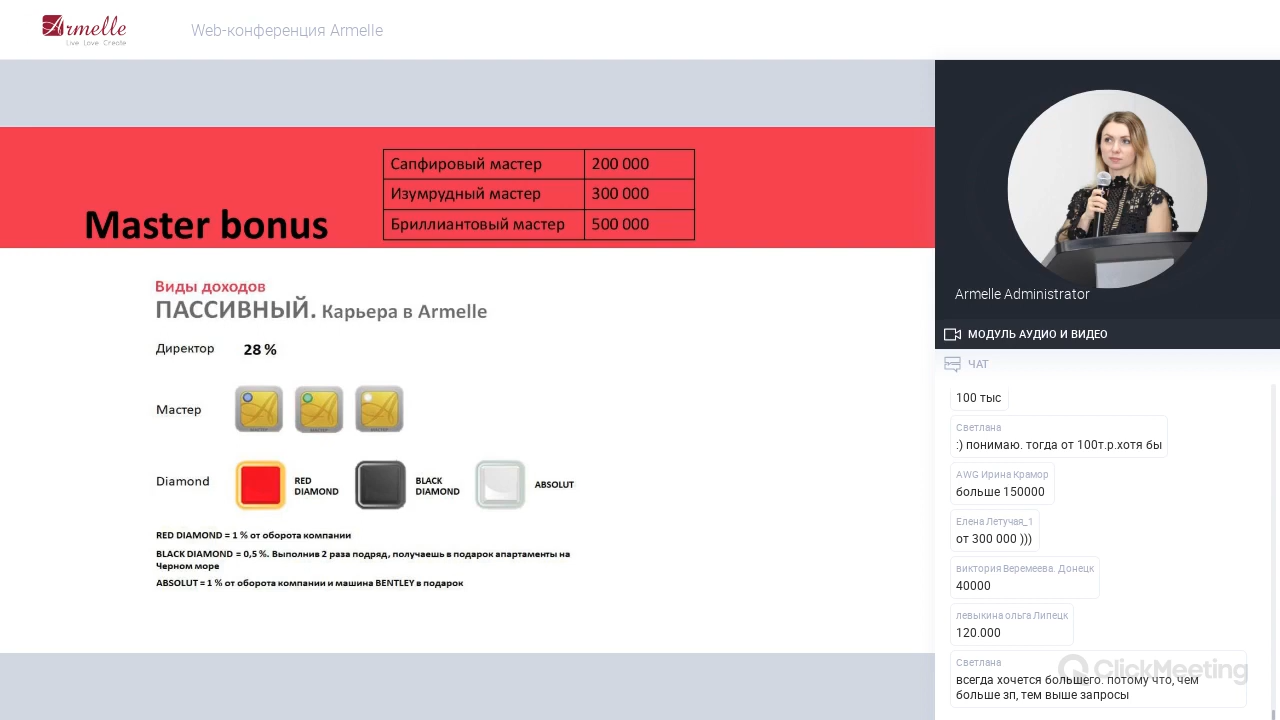 Armelle
Live Love Create
Web-конференция Armelle
Сапфировый мастер 200 000
Изумрудный мастер 300 000
Бриллиантовый мастер 500 000
Master bonus
Виды доходов
ПАССИВНЫЙ. Карьера в Armelle
Директор 28 %
Мастер
МАСТЕР МАСТЕР МАСТЕР
Diamond
RED
DIAMOND
BLACK
DIAMOND
ABSOLUT
RED DIAMOND = 1 % от оборота компании
BLACK DIAMOND = 0,5 %. Выполнив 2 раза подряд, получаешь в подарок апартаменты на
Черном море
ABSOLUT = 1 % от оборота компании и машина BENTLEY в подарок
Armelle Administrator
МОДУЛЬ АУДИО И ВИДЕО
ЧАТ
100 тыс
Светлана
:) понимаю. тогда от 100т.р.хотя бы
AWG Ирина Крамор
больше 150000
Елена Летучая_1
от 300 000 )))
виктория Веремеева. Донецк
40000
левыкина ольга Липецк
120.000
Светлана
всегда хочется большего. потому что, чем
больше зп, тем выше запросы
ClickMeeting